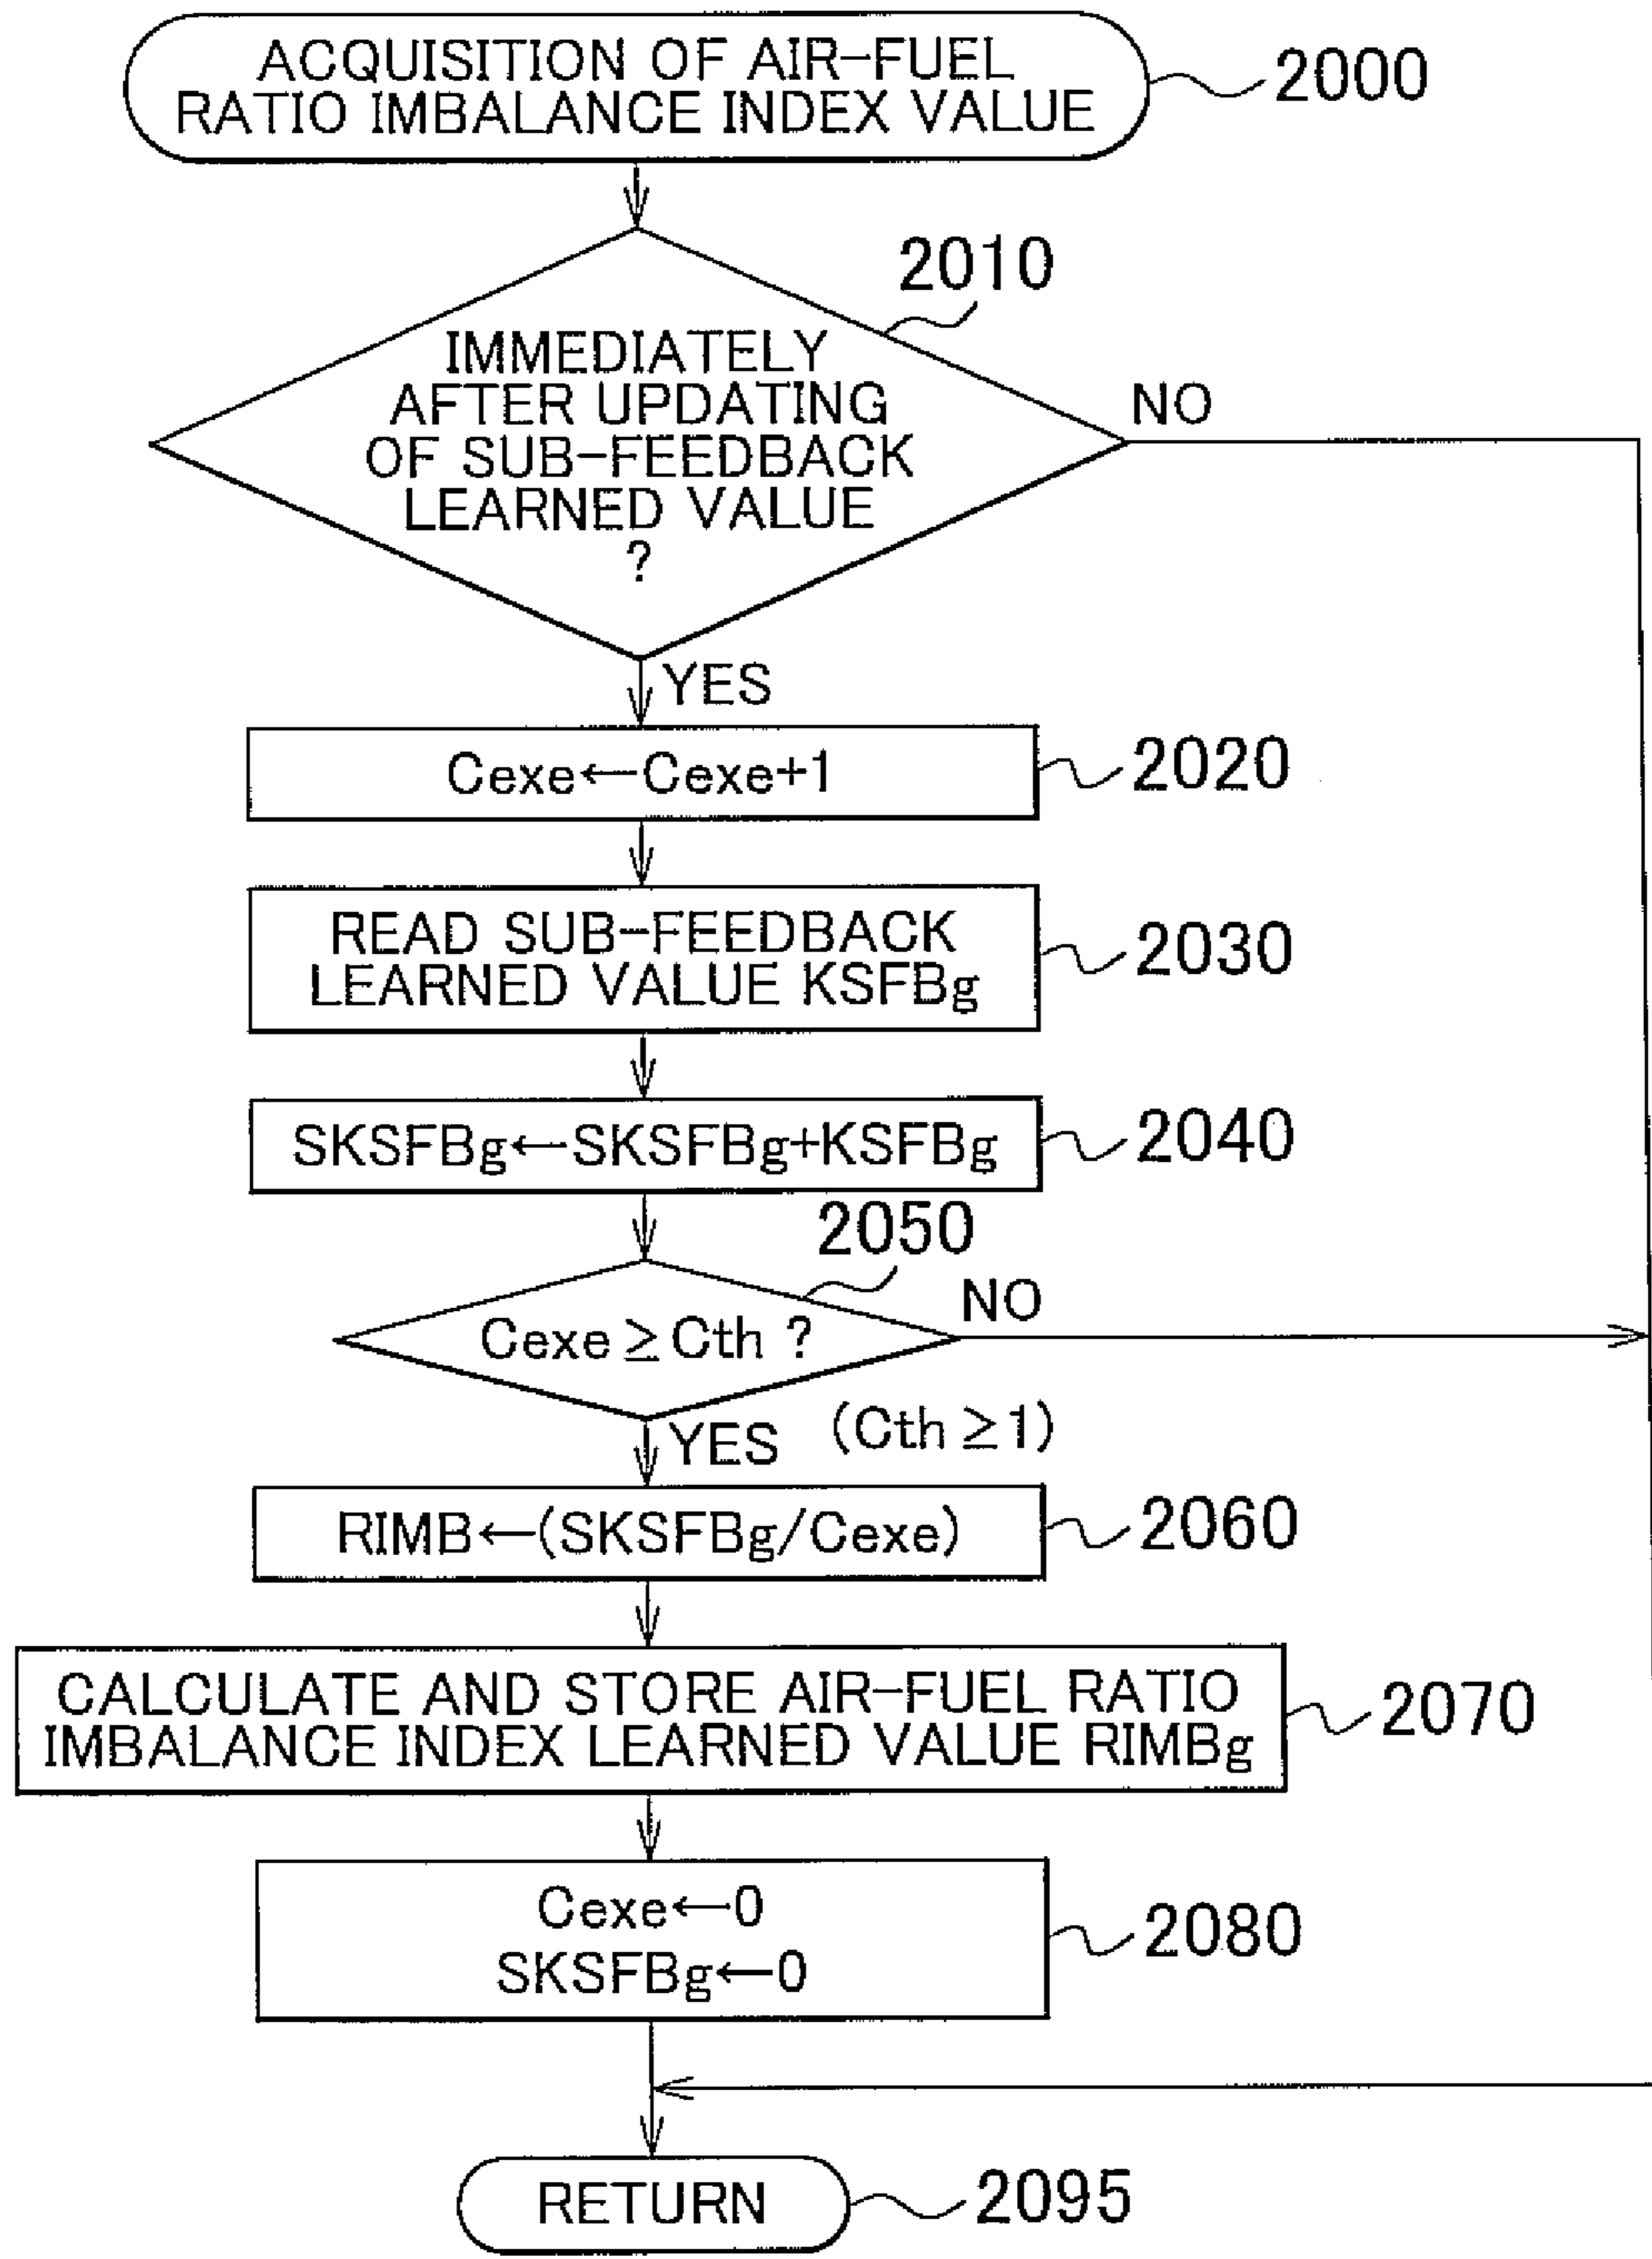 ACQUISITION OF AIR-FUEL
RATIO IMBALANCE INDEX VALUE
2000
2010
IMMEDIATELY
AFTER UPDATING
OF SUB-FEEDBACK
LEARNED VALUE
?
NO
YES
Cexe←Cexe+1
2020
READ SUB-FEEDBACK
LEARNED VALUE KSFBg
2030
SKSFBg←SKSFBg+KSFBg
2040
2050
Cexe≥Cth ?
NO
YES (Cth≥1)
RIMB←(SKSFBg/Cexe)
2060
CALCULATE AND STORE AIR-FUEL RATIO
IMBALANCE INDEX LEARNED VALUE RIMBg
2070
Cexe←0
SKSFBg←0
2080
RETURN
2095